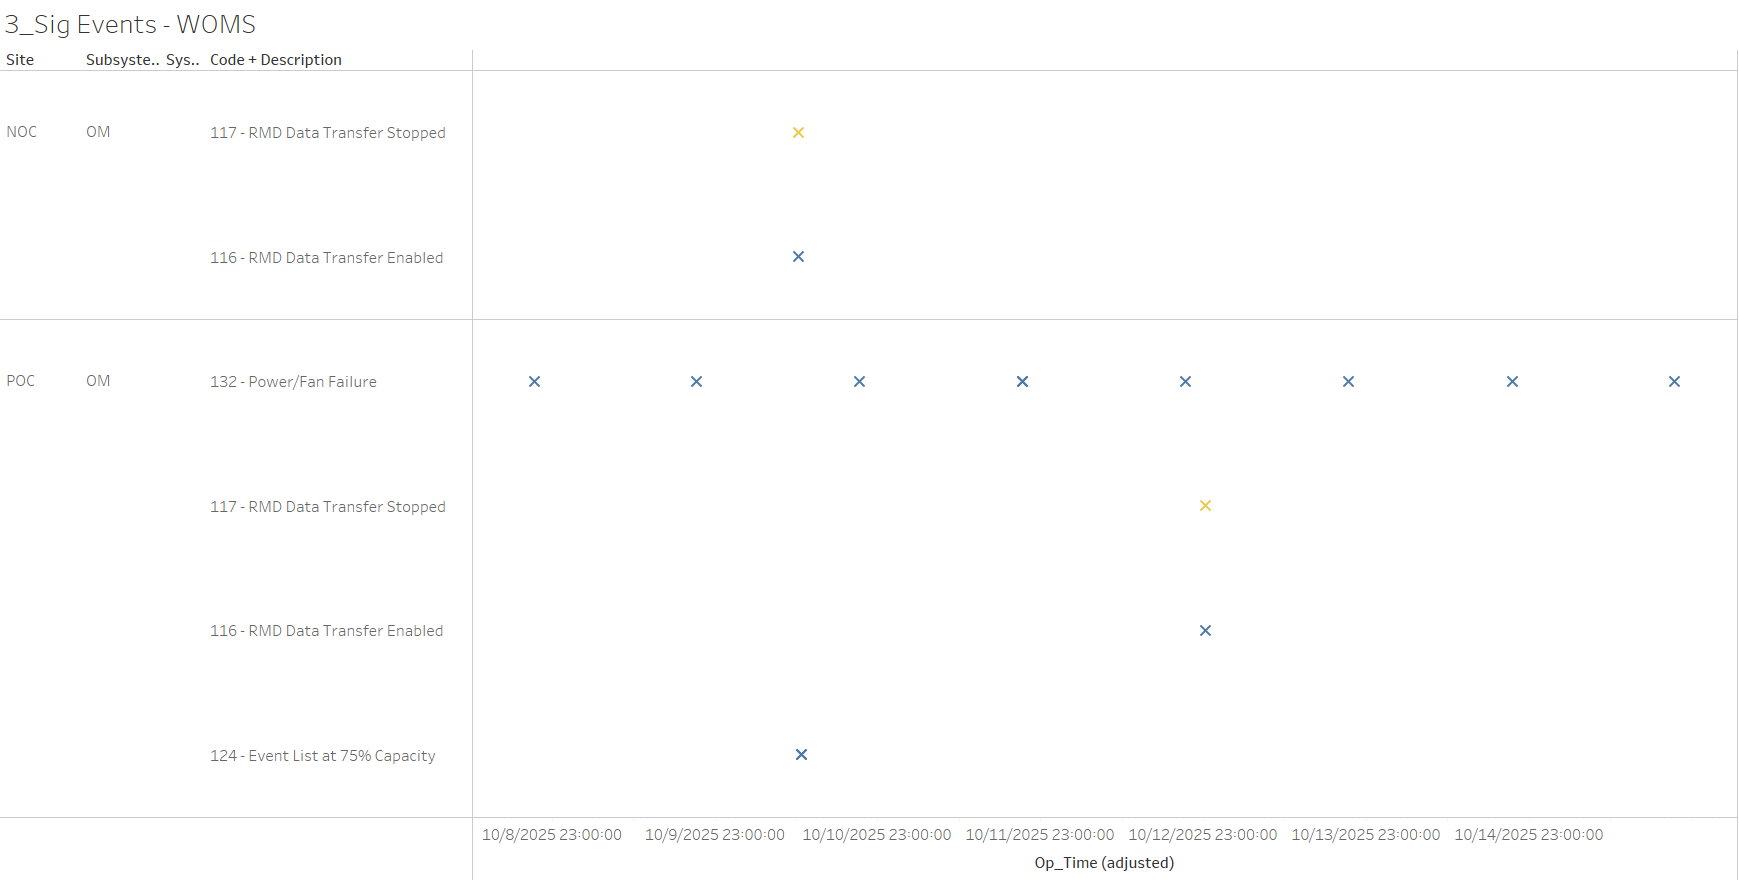 3_Sig Events - WOMS
Site Subsyste.. Sys.. Code + Description
NOC OM 117 - RMD Data Transfer Stopped
116 - RMD Data Transfer Enabled
POC OM 132 - Power/Fan Failure
117 - RMD Data Transfer Stopped
116 - RMD Data Transfer Enabled
124 - Event List at 75% Capacity
10/8/2025 23:00:00 10/9/2025 23:00:00 10/10/2025 23:00:00 10/11/2025 23:00:00 10/12/2025 23:00:00 10/13/2025 23:00:00 10/14/2025 23:00:00
Op_Time (adjusted)